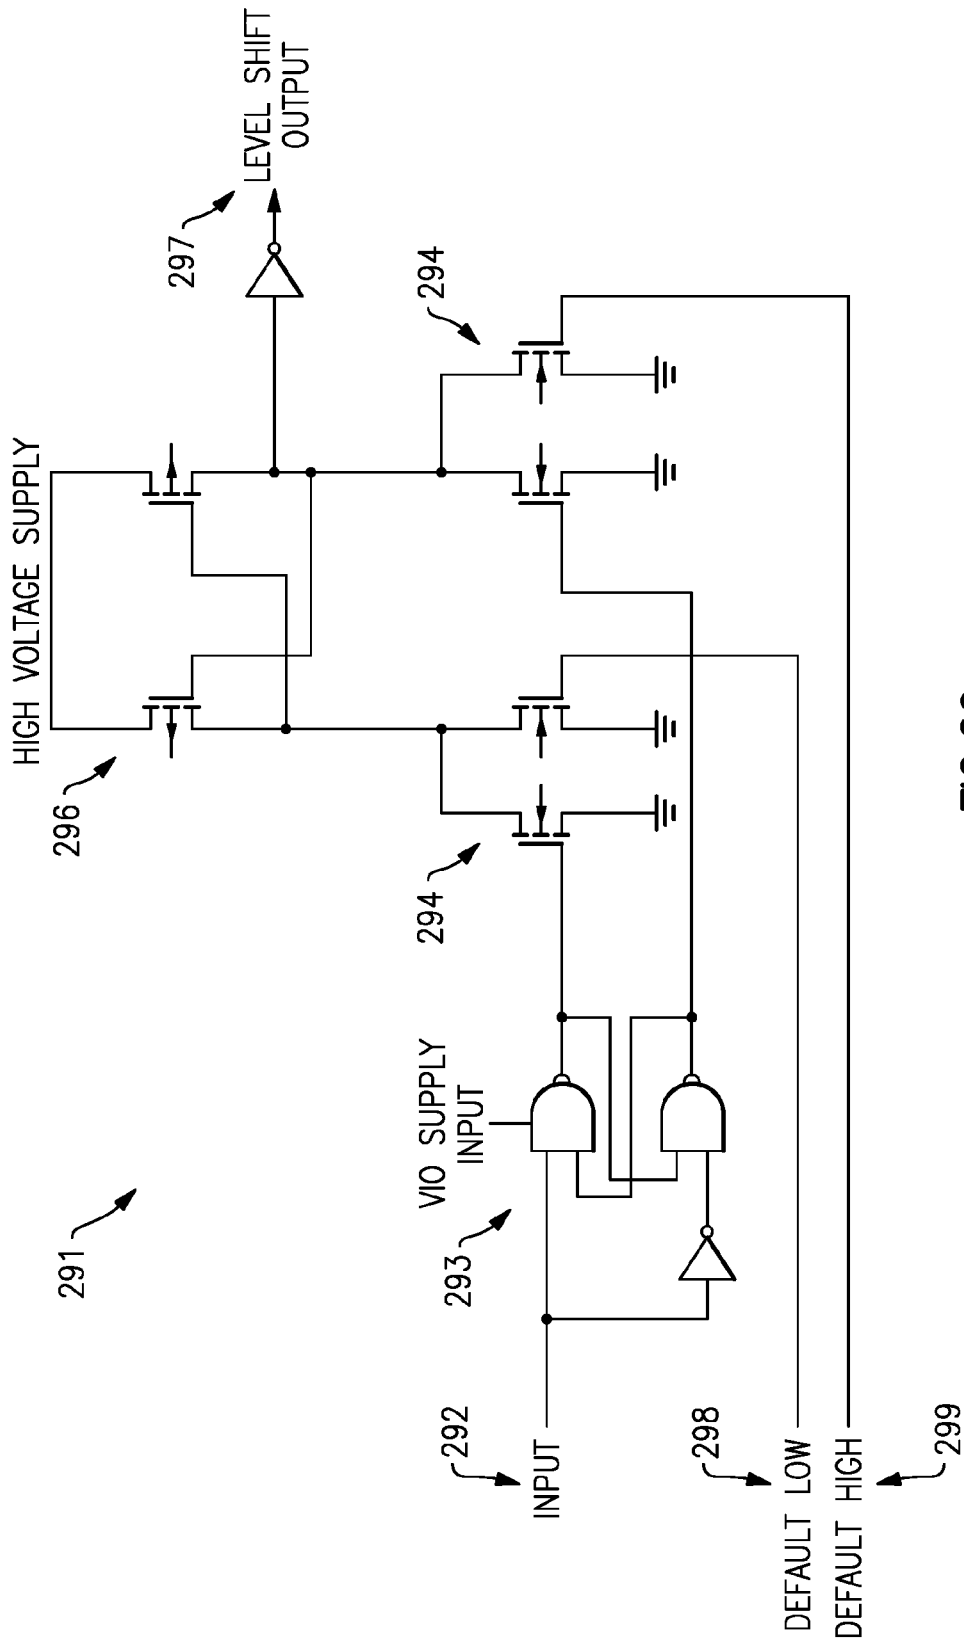 HIGH VOLTAGE SUPPLY
296
297
LEVEL SHIFT
OUTPUT
294
294
291
VIO SUPPLY
INPUT
293
292
INPUT
298
DEFAULT LOW
DEFAULT HIGH
299